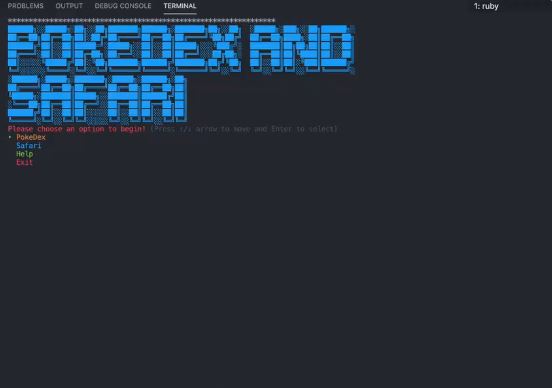 PROBLEMS OUTPUT DEBUG CONSOLE TERMINAL 1: ruby
POKEDEX AND
SAFARI
Please choose an option to begin! (Press ↑/↓ arrow to move and Enter to select)
‣ PokeDex
Safari
Help
Exit